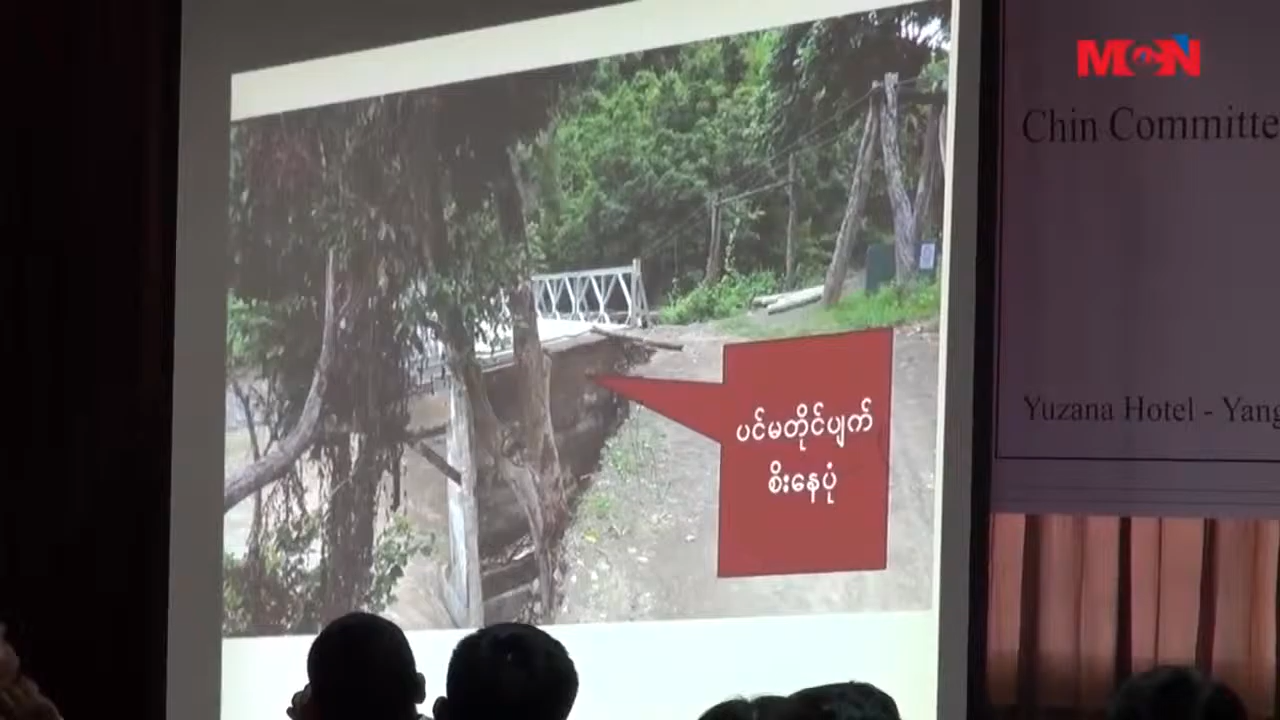 MCN
Chin Committe
ပင်မတိုင်ပျက်
စီးနေပုံ
Yuzana Hotel - Yang